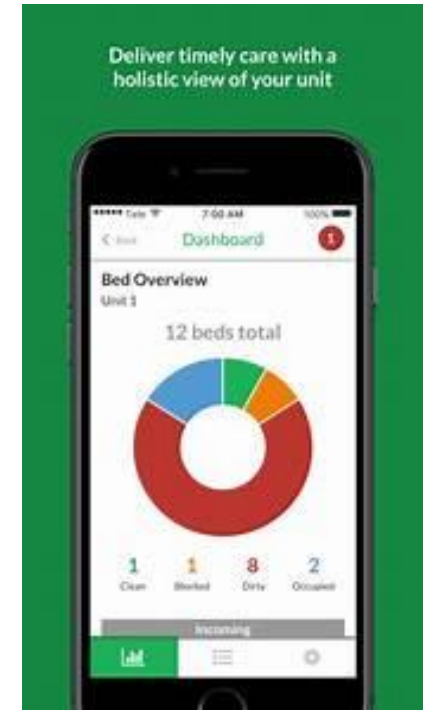 Deliver timely care with a
holistic view of your unit
7:00 AM
100%
Dashboard
1
Bed Overview
Unit 1
12 beds total
1
1
8
2
Clean
Blocked
Dirty
Occupied
Incoming